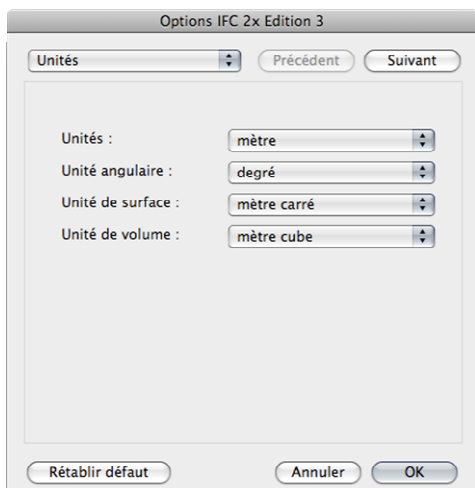 Options IFC 2x Edition 3
Unités Précédent Suivant
Unités : mètre
Unité angulaire : degré
Unité de surface : mètre carré
Unité de volume : mètre cube
Rétablir défaut Annuler OK